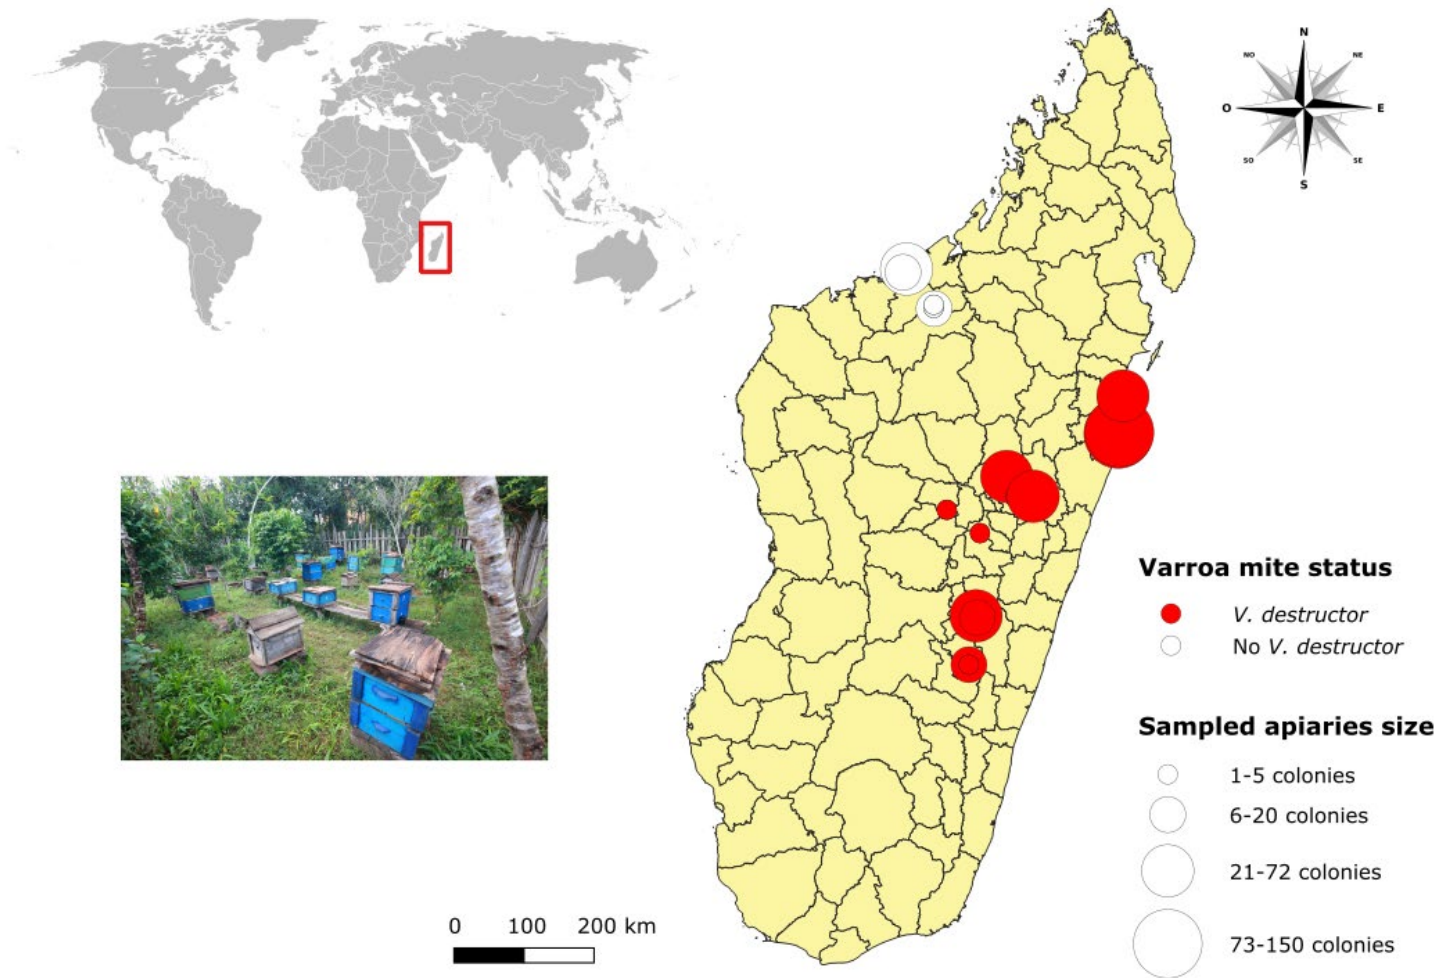 N
NO
NE
O
E
SO
SE
S
Varroa mite status
V. destructor
No V. destructor
Sampled apiaries size
1-5 colonies
6-20 colonies
21-72 colonies
73-150 colonies
0 100 200 km